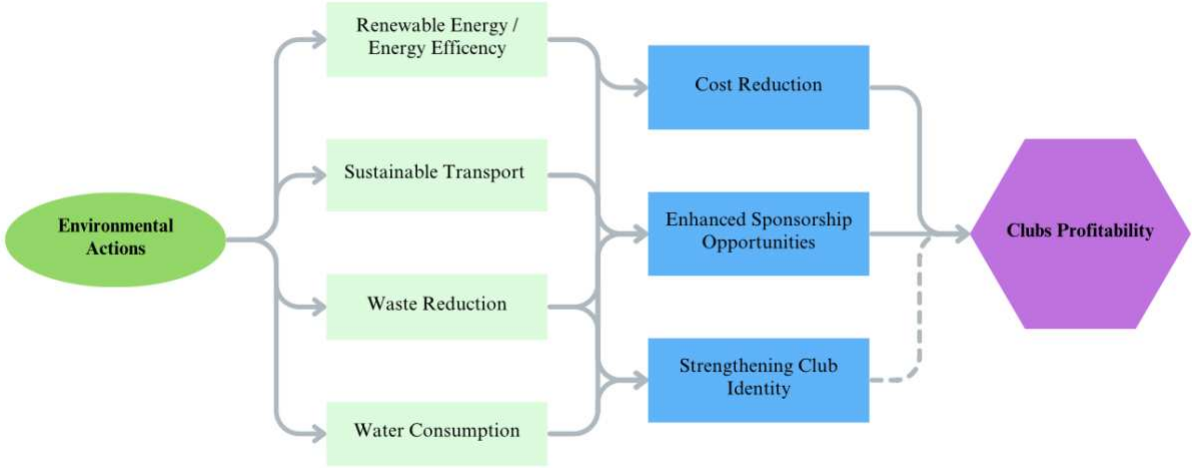 Environmental
Actions
Renewable Energy /
Energy Efficency
Sustainable Transport
Waste Reduction
Water Consumption
Cost Reduction
Enhanced Sponsorship
Opportunities
Strengthening Club
Identity
Clubs Profitability